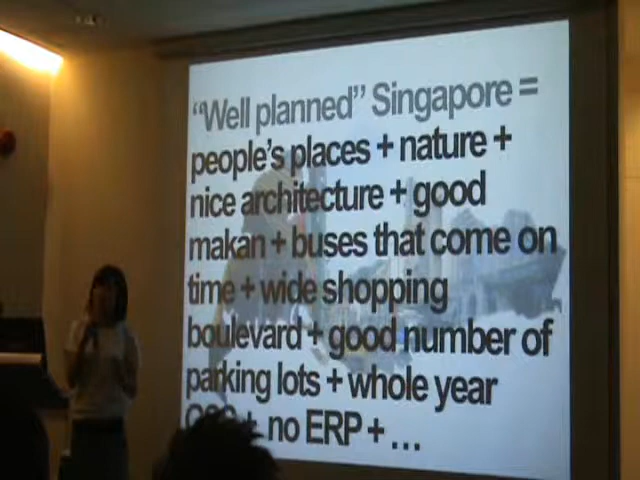 “Well planned” Singapore =
people’s places + nature +
nice architecture + good
makan + buses that come on
time + wide shopping
boulevard + good number of
parking lots + whole year
+ no ERP + ...